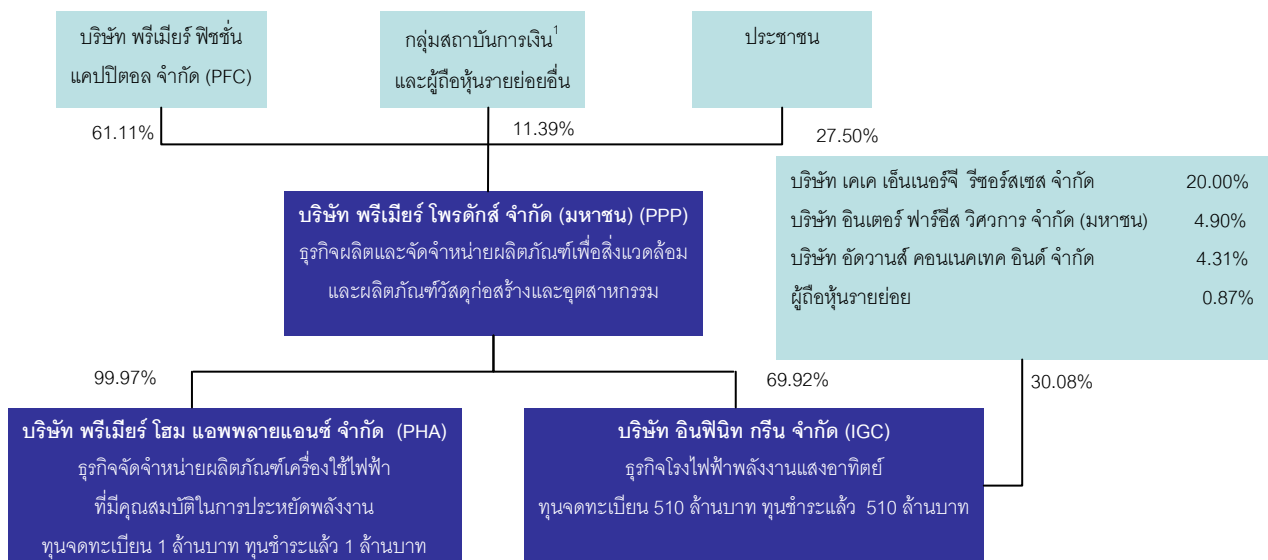 บริษัท พรีเมียร์ ฟิชชั่น
แคปปิตอล จำกัด (PFC)
กลุ่มสถาบันการเงิน1
และผู้ถือหุ้นรายย่อยอื่น
ประชาชน
61.11%
11.39%
27.50%
บริษัท พรีเมียร์ โพรดักส์ จำกัด (มหาชน) (PPP)
ธุรกิจผลิตและจัดจำหน่ายผลิตภัณฑ์เพื่อสิ่งแวดล้อม
และผลิตภัณฑ์วัสดุก่อสร้างและอุตสาหกรรม
บริษัท เคเค เอ็นเนอร์จี รีซอร์สเซส จำกัด 20.00%
บริษัท อินเตอร์ ฟาร์อีส วิศวการ จำกัด (มหาชน) 4.90%
บริษัท อัดวานส์ คอนเนคเทค อินด์ จำกัด 4.31%
ผู้ถือหุ้นรายย่อย 0.87%
99.97%
69.92%
30.08%
บริษัท พรีเมียร์ โฮม แอพพลายแอนซ์ จำกัด (PHA)
ธุรกิจจัดจำหน่ายผลิตภัณฑ์เครื่องใช้ไฟฟ้า
ที่มีคุณสมบัติในการประหยัดพลังงาน
ทุนจดทะเบียน 1 ล้านบาท ทุนชำระแล้ว 1 ล้านบาท
บริษัท อินฟินิท กรีน จำกัด (IGC)
ธุรกิจโรงไฟฟ้าพลังงานแสงอาทิตย์
ทุนจดทะเบียน 510 ล้านบาท ทุนชำระแล้ว 510 ล้านบาท